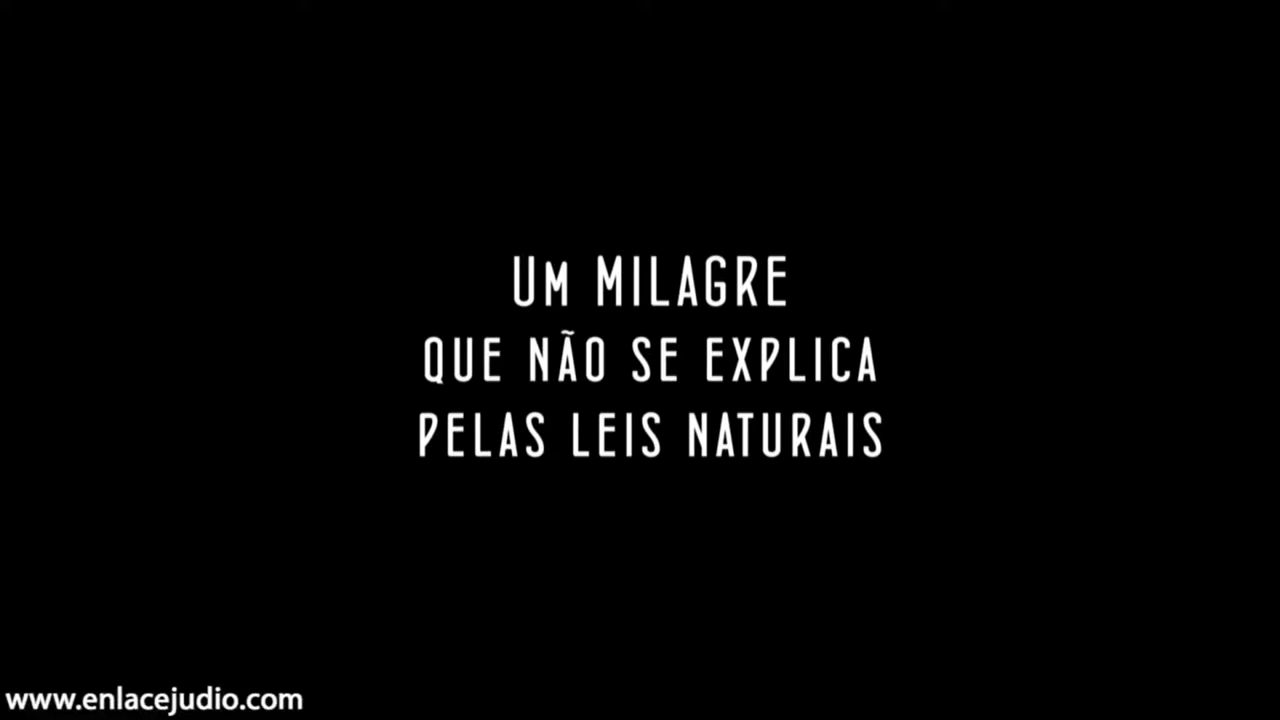 Um MILAGRE
QUE NÃO SE EXPLICA
PELAS LEIS NATURAIS
www.enlacejudio.com